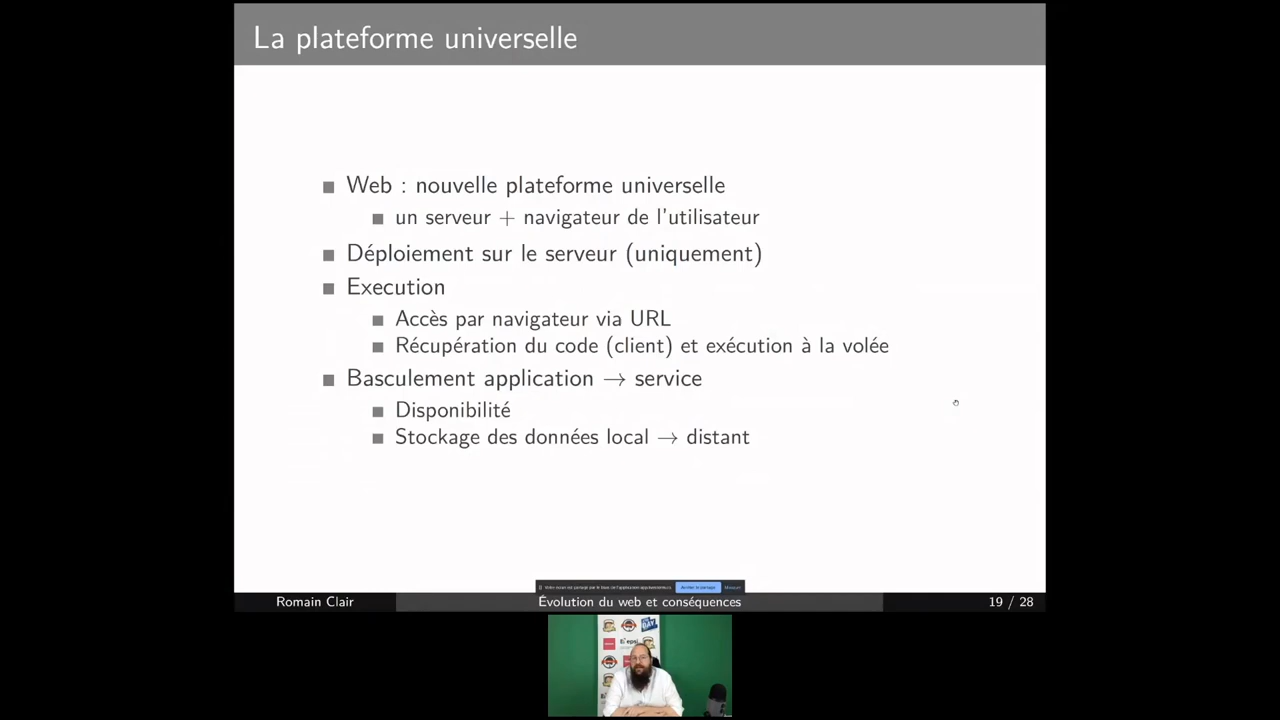 La plateforme universelle
Web : nouvelle plateforme universelle
un serveur + navigateur de l'utilisateur
Déploiement sur le serveur (uniquement)
Execution
Accès par navigateur via URL
Récupération du code (client) et exécution à la volée
Basculement application → service
Disponibilité
Stockage des données local → distant
Romain Clair
Évolution du web et conséquences
19 / 28
epsi